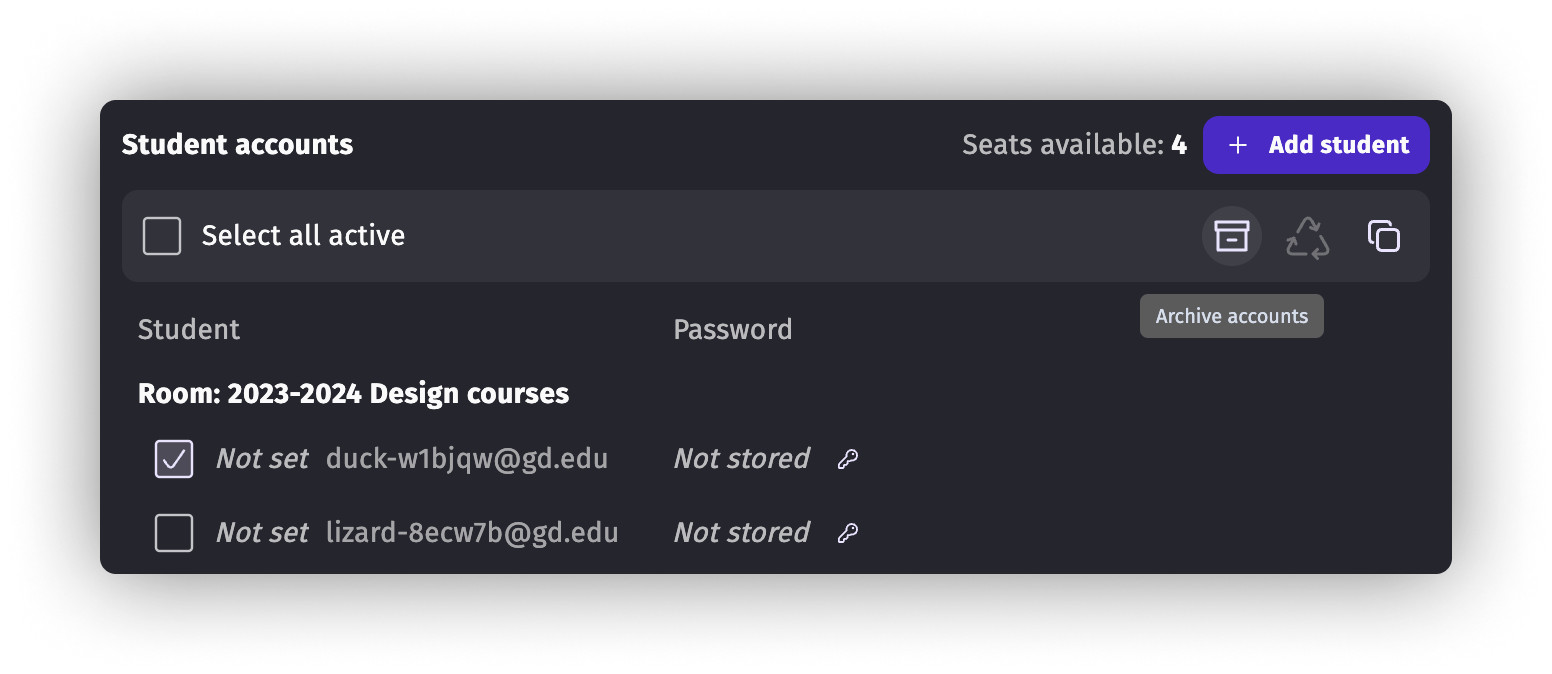 Student accounts
Seats available: 4
+ Add student
Select all active
Archive accounts
Student Password
Room: 2023-2024 Design courses
Not set duck-w1bjqw@gd.edu Not stored
Not set lizard-8ecw7b@gd.edu Not stored